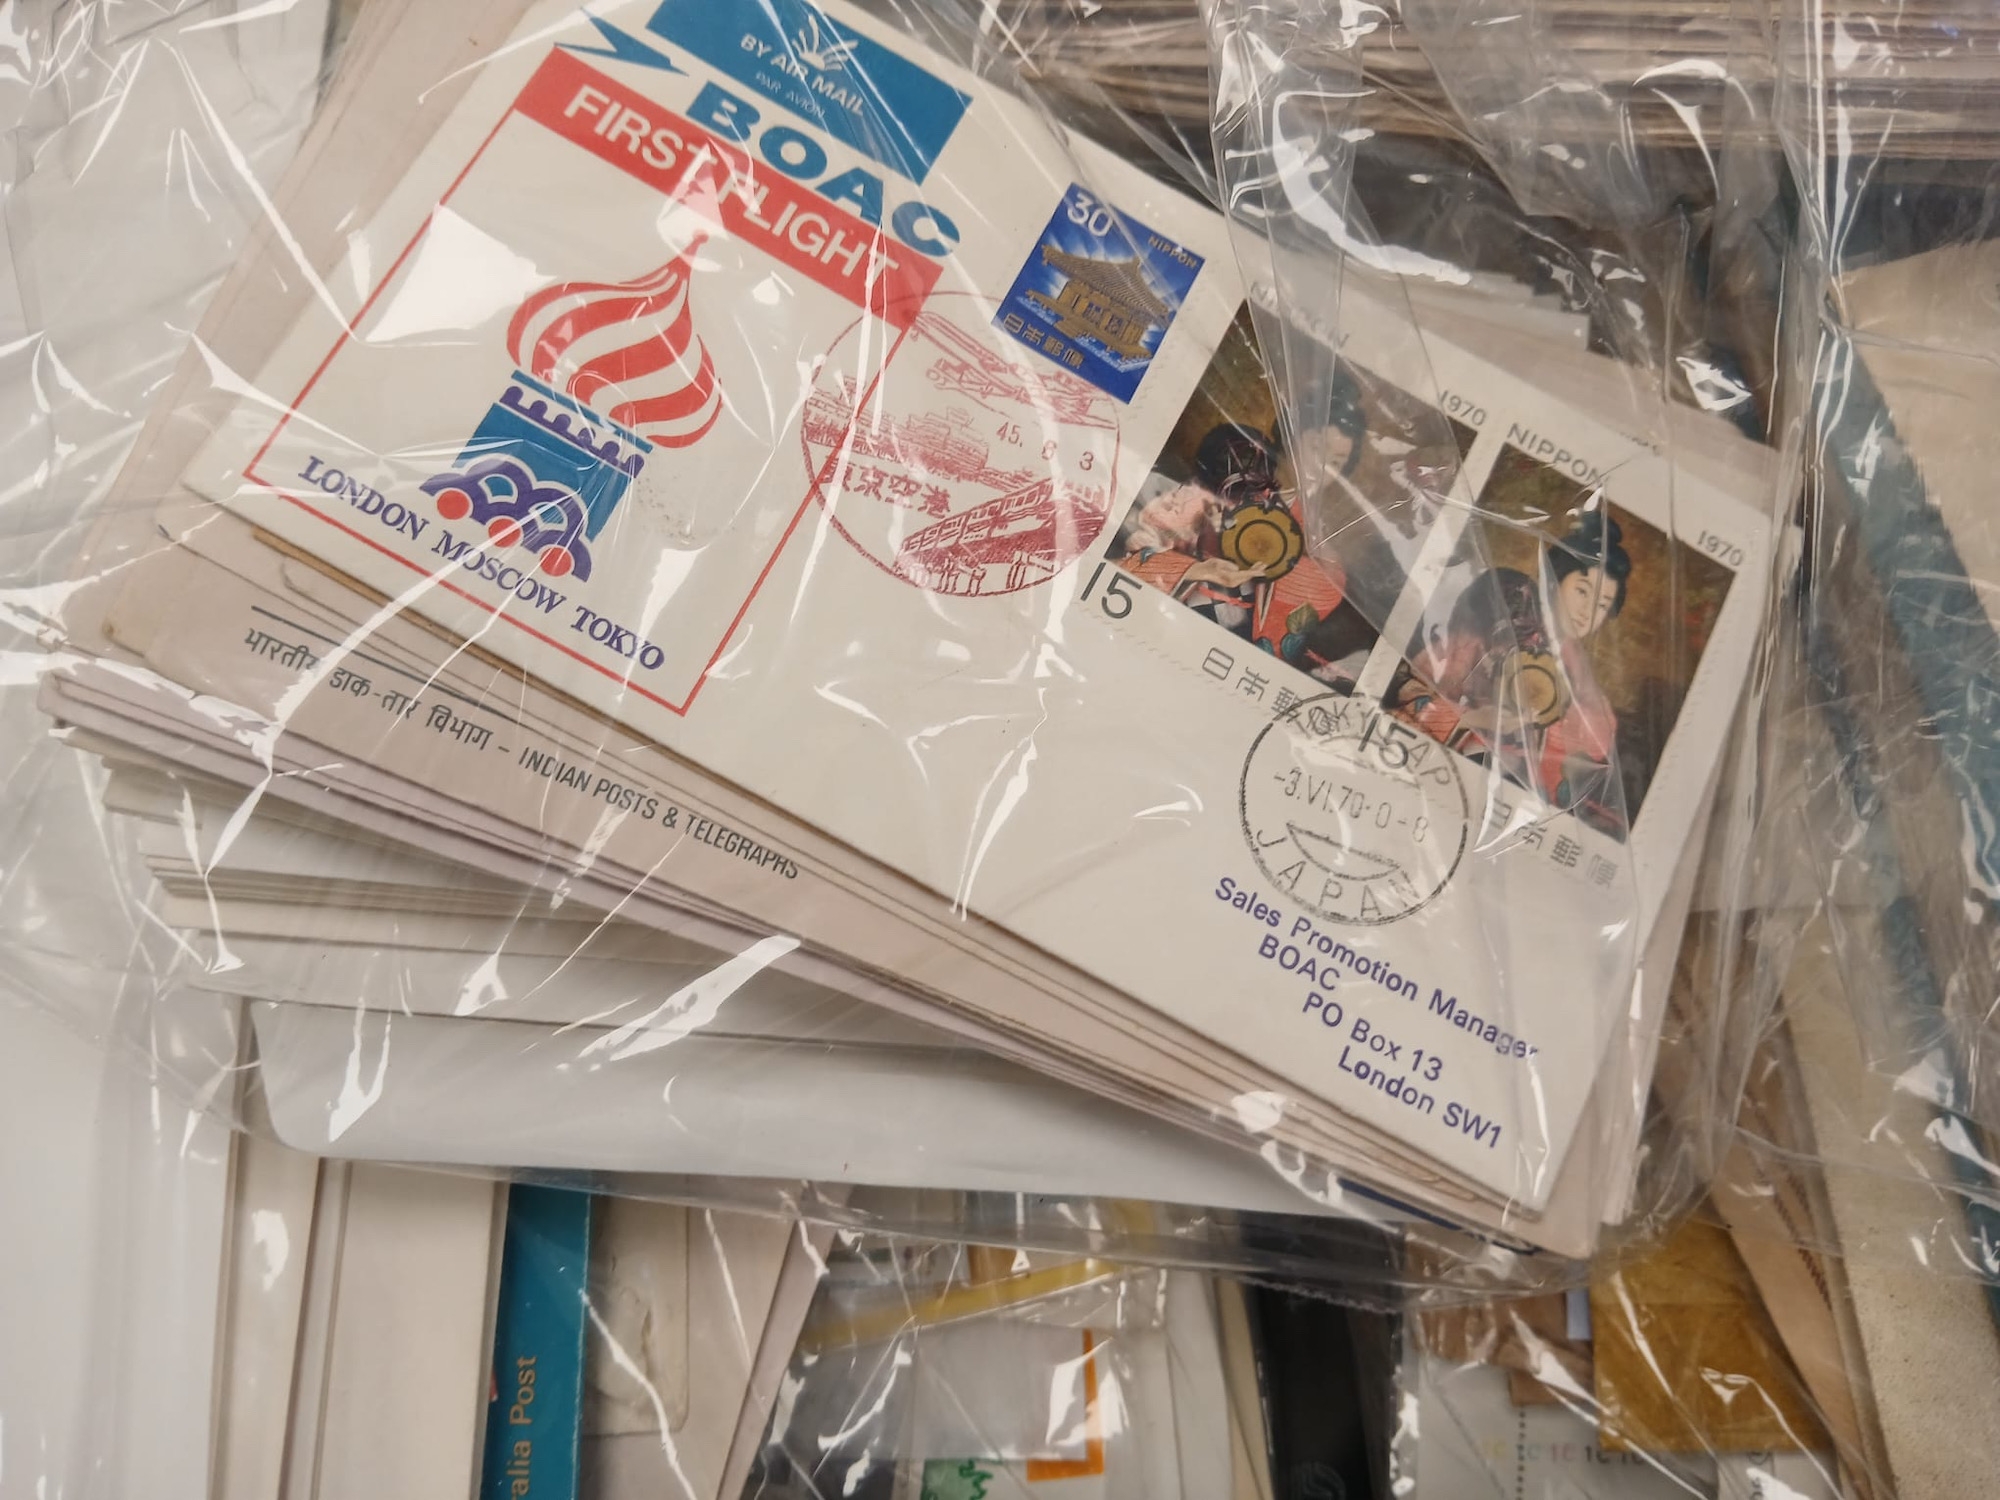 BY AIR MAIL
PAR AVION
BOAC
FIRST FLIGHT
LONDON MOSCOW TOKYO
45. 6 3
東京空港
30
NIPPON
日本郵便
1970
15
日本郵便
NIPPON
1970
15
日本郵便
-3.VI.70·0-8
JAPAN
Sales Promotion Manager
BOAC
PO Box 13
London SW1
भारतीय डाक-तार विभाग - INDIAN POSTS & TELEGRAPHS
Post